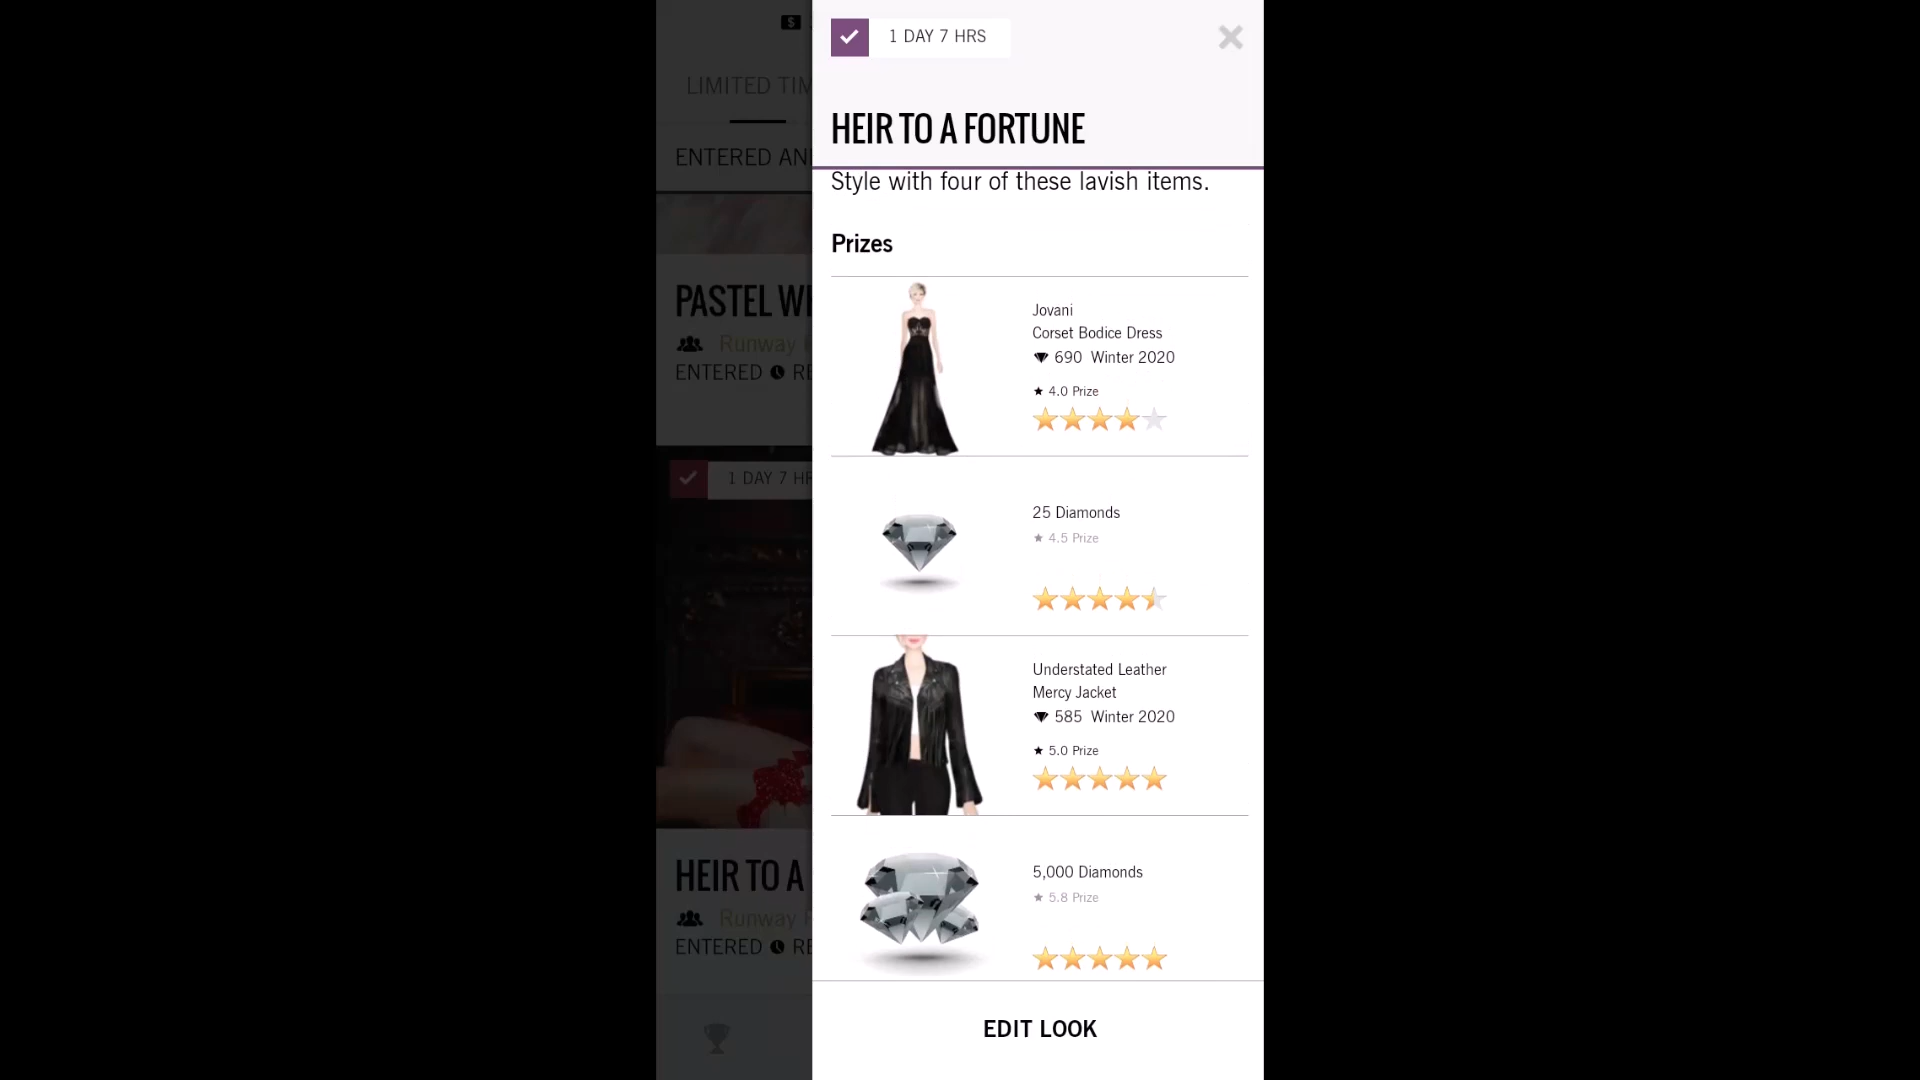 LIMITED TIM
ENTERED AN
PASTEL W
Runway
ENTERED RE
1 DAY 7 HR
HEIR TO A
Runway
ENTERED RE
1 DAY 7 HRS
HEIR TO A FORTUNE
Style with four of these lavish items.
Prizes
Jovani
Corset Bodice Dress
690 Winter 2020
4.0 Prize
25 Diamonds
4.5 Prize
Understated Leather
Mercy Jacket
585 Winter 2020
5.0 Prize
5,000 Diamonds
5.8 Prize
EDIT LOOK